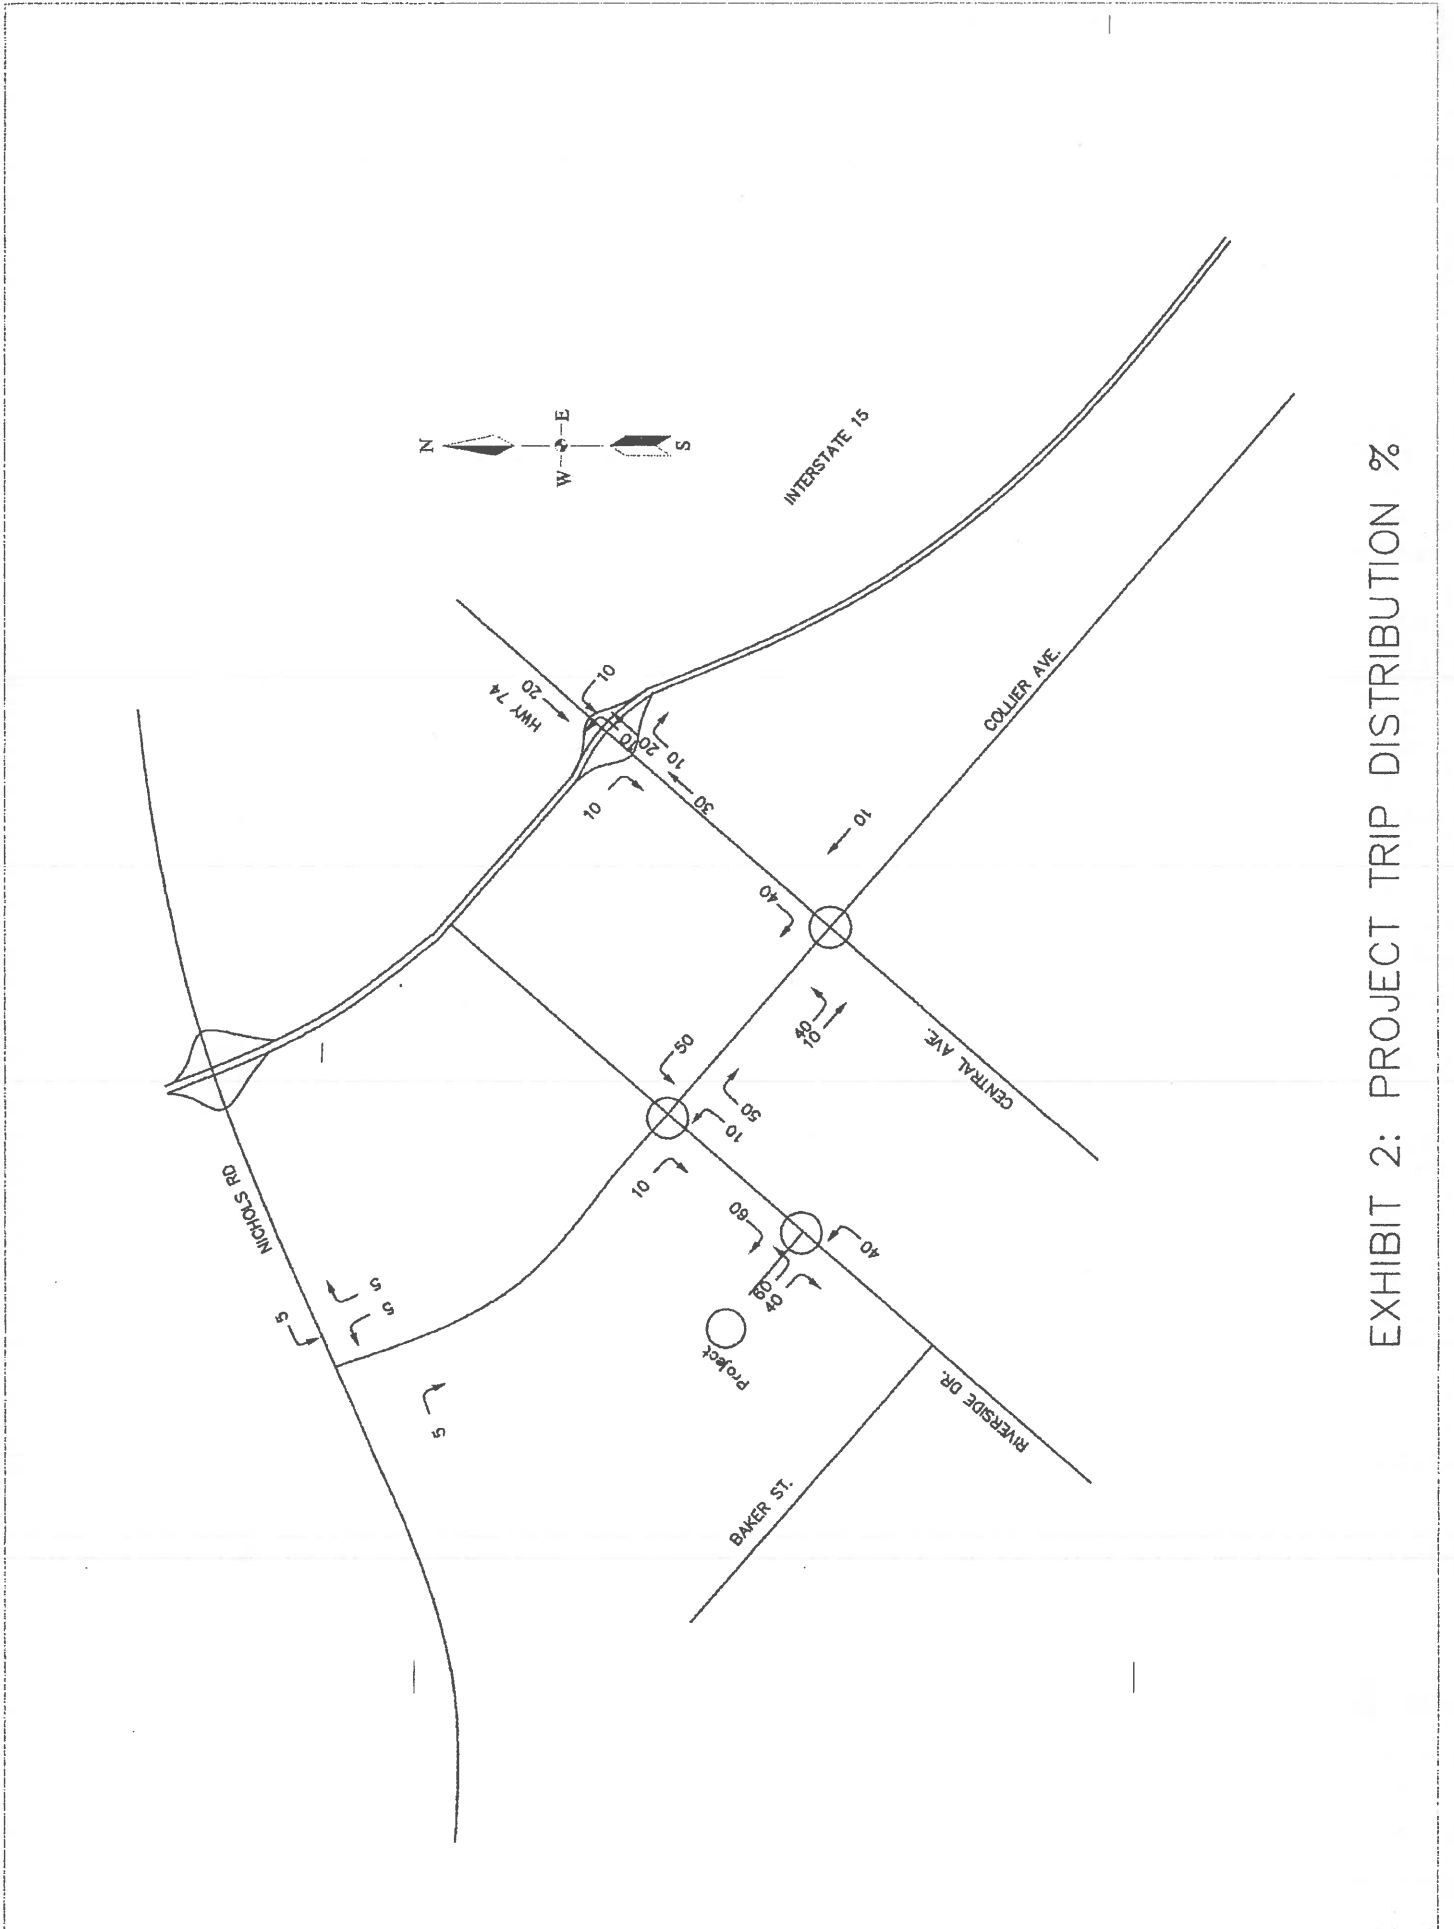 N
W
E
S
INTERSTATE 15
HWY 74
20
10
10
20
10
10
30
COLLIER AVE.
10
40
40
10
CENTRAL AVE.
50
50
10
10
60
40
60
40
Project
RIVERSIDE DR.
BAKER ST.
NICHOLS RD
5
5
5
5
EXHIBIT 2: PROJECT TRIP DISTRIBUTION %